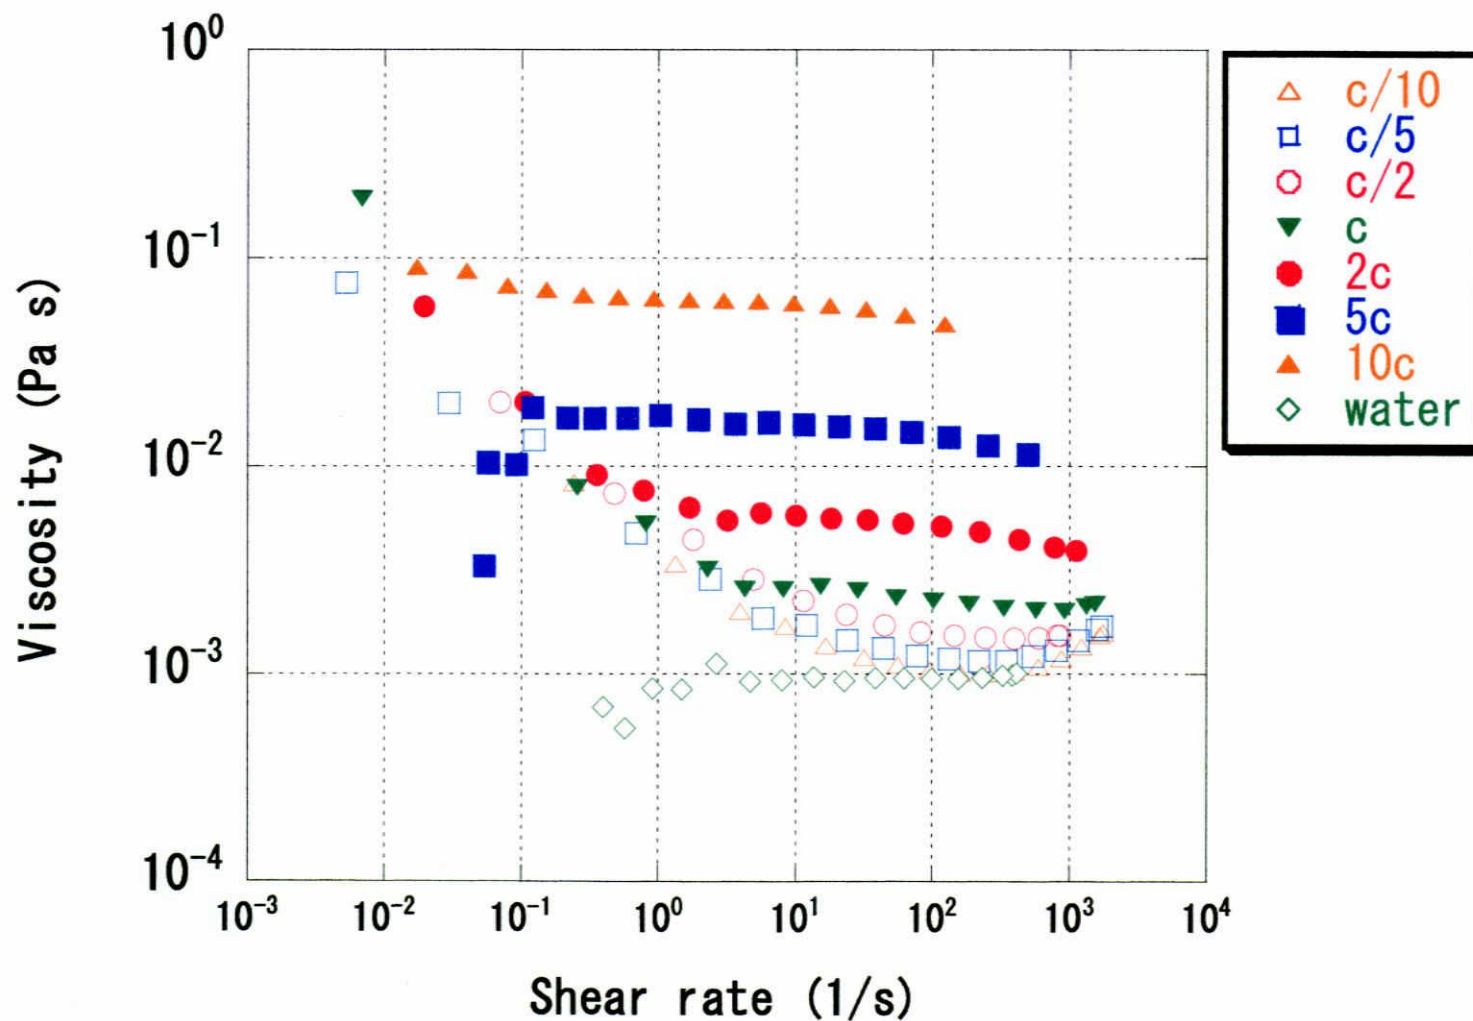 10⁰
10⁻¹
10⁻²
10⁻³
10⁻⁴
Viscosity (Pa s)
10⁻³ 10⁻² 10⁻¹ 10⁰ 10¹ 10² 10³ 10⁴
Shear rate (1/s)
c/10
c/5
c/2
c
2c
5c
10c
water